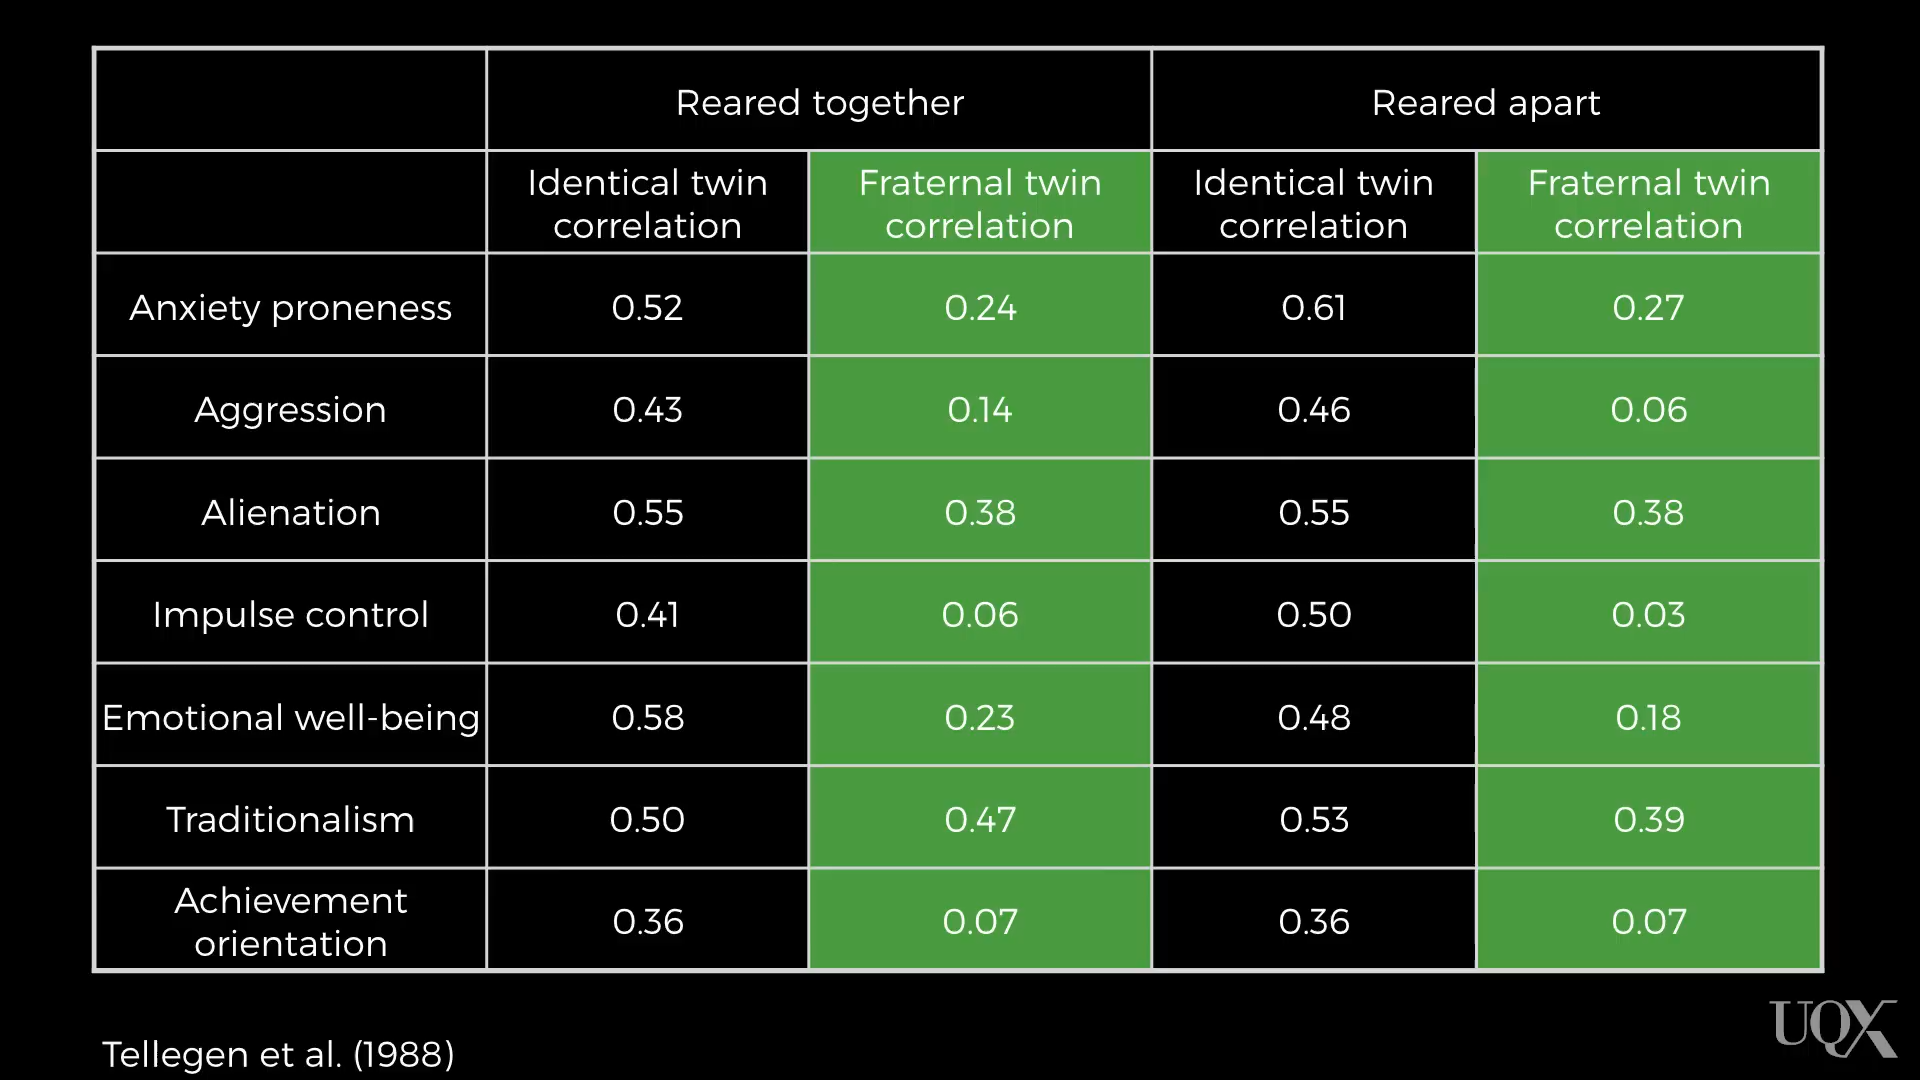 Reared together
Reared apart
Identical twin
correlation
Fraternal twin
correlation
Identical twin
correlation
Fraternal twin
correlation
Anxiety proneness 0.52 0.24 0.61 0.27
Aggression 0.43 0.14 0.46 0.06
Alienation 0.55 0.38 0.55 0.38
Impulse control 0.41 0.06 0.50 0.03
Emotional well-being 0.58 0.23 0.48 0.18
Traditionalism 0.50 0.47 0.53 0.39
Achievement
orientation
0.36 0.07 0.36 0.07
Tellegen et al. (1988)
UQX